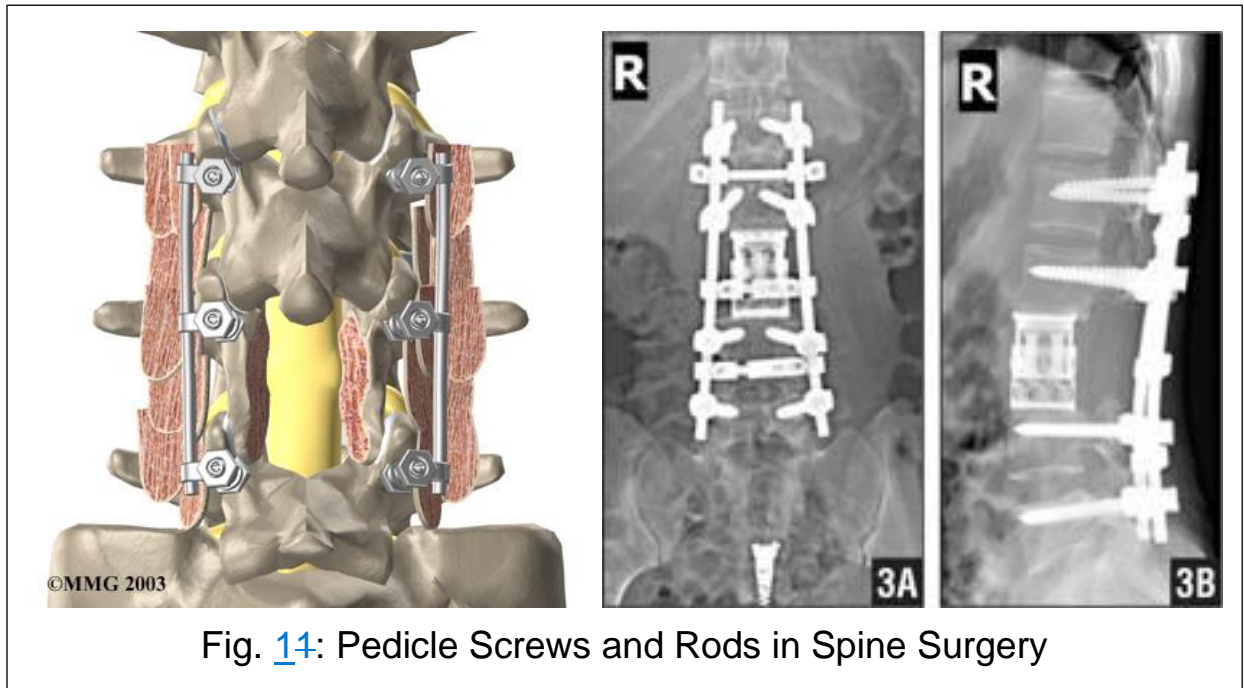 R
R
©MMG 2003
3A
3B
Fig. 11: Pedicle Screws and Rods in Spine Surgery